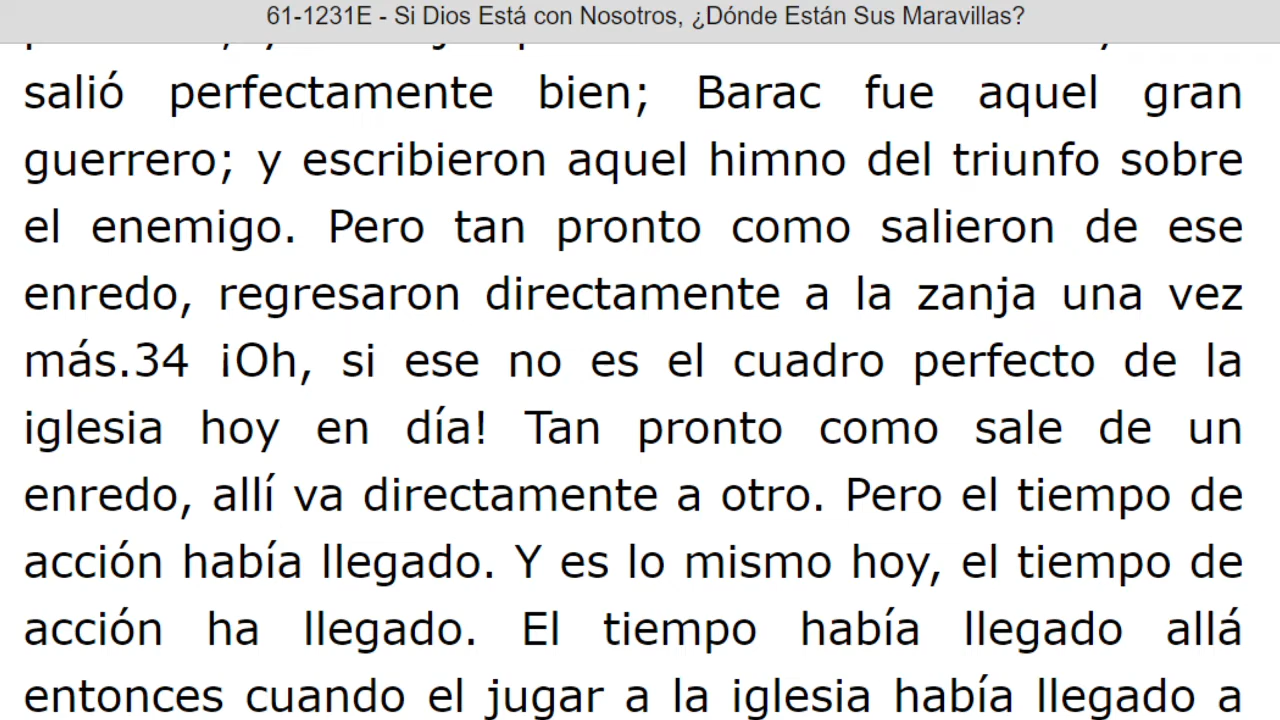 61-1231E - Si Dios Está con Nosotros, ¿Dónde Están Sus Maravillas?
salió perfectamente bien; Barac fue aquel gran
guerrero; y escribieron aquel himno del triunfo sobre
el enemigo. Pero tan pronto como salieron de ese
enredo, regresaron directamente a la zanja una vez
más.34 ¡Oh, si ese no es el cuadro perfecto de la
iglesia hoy en día! Tan pronto como sale de un
enredo, allí va directamente a otro. Pero el tiempo de
acción había llegado. Y es lo mismo hoy, el tiempo de
acción ha llegado. El tiempo había llegado allá
entonces cuando el jugar a la iglesia había llegado a